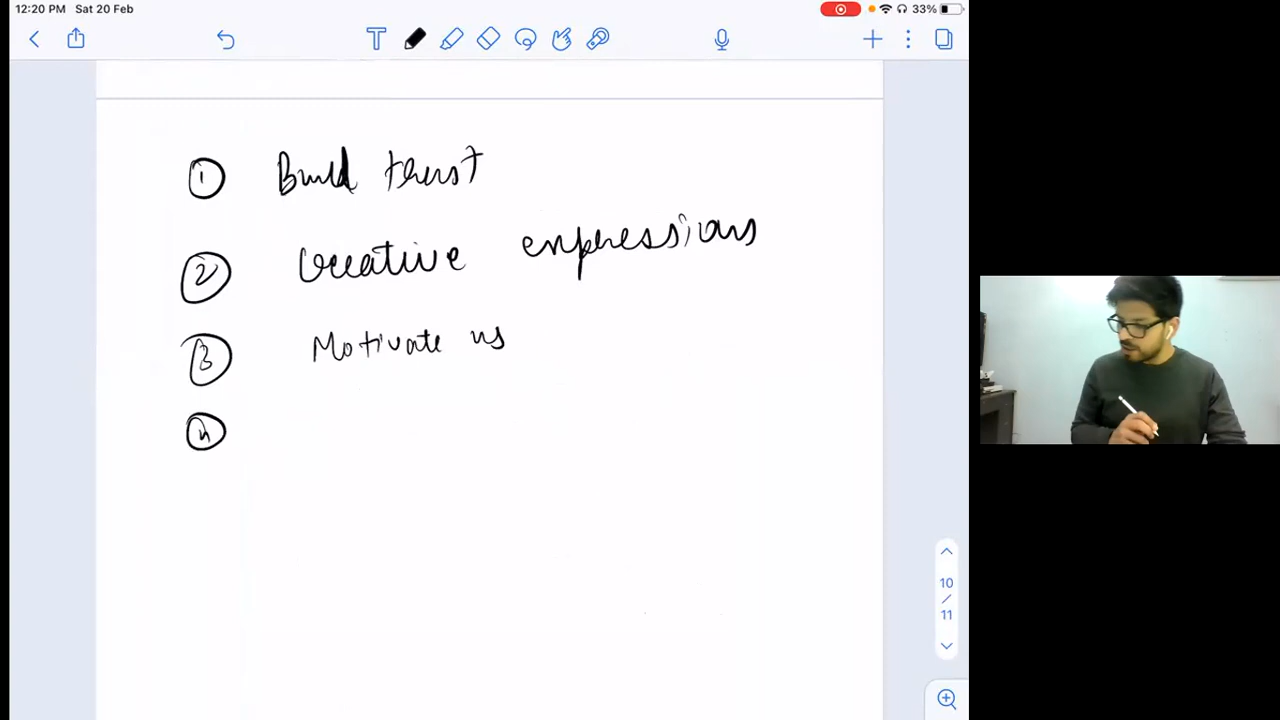 12:20 PM Sat 20 Feb 33%
① Build trust
② Creative expressions
③ Motivate us
④
10
/
11